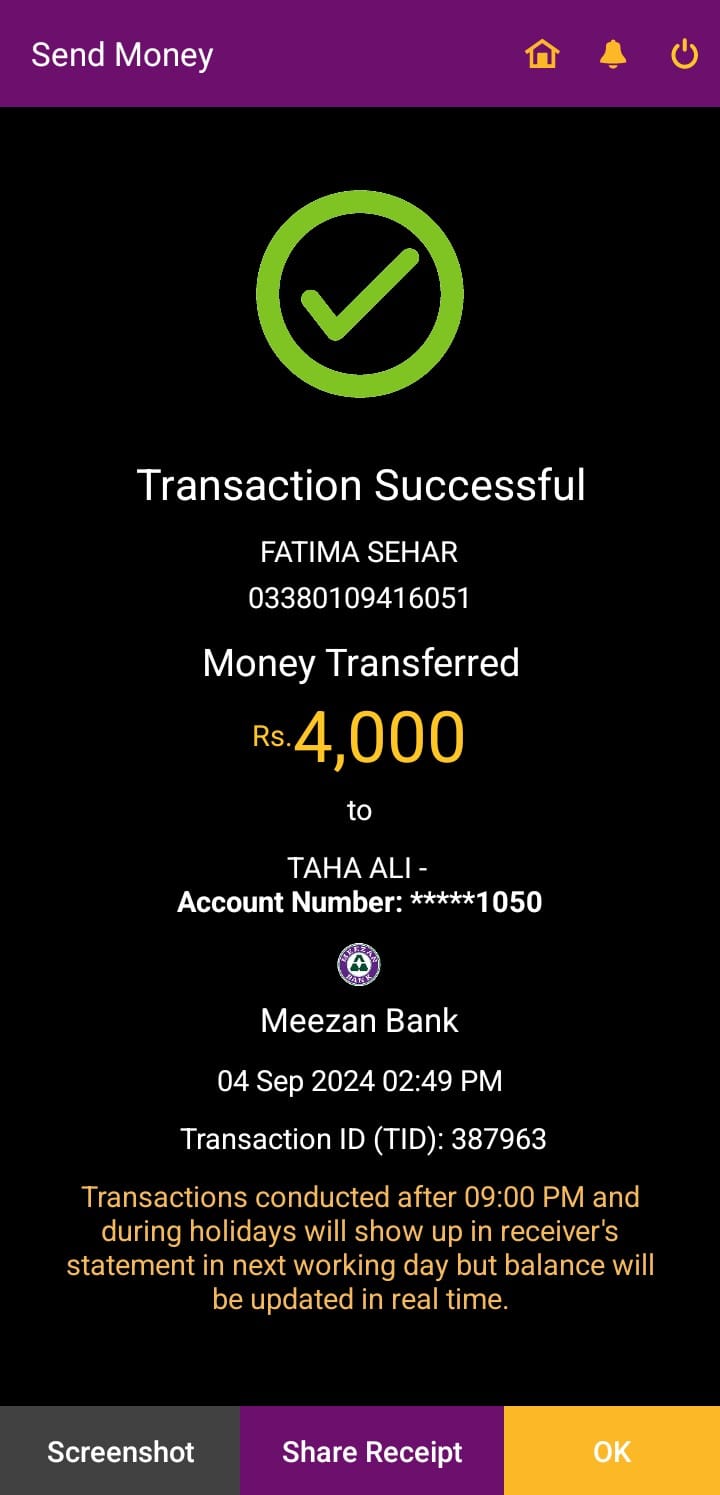 Send Money
Transaction Successful
FATIMA SEHAR
03380109416051
Money Transferred
Rs.4,000
to
TAHA ALI -
Account Number: *****1050
MEEZAN BANK
Meezan Bank
04 Sep 2024 02:49 PM
Transaction ID (TID): 387963
Transactions conducted after 09:00 PM and
during holidays will show up in receiver's
statement in next working day but balance will
be updated in real time.
Screenshot
Share Receipt
OK